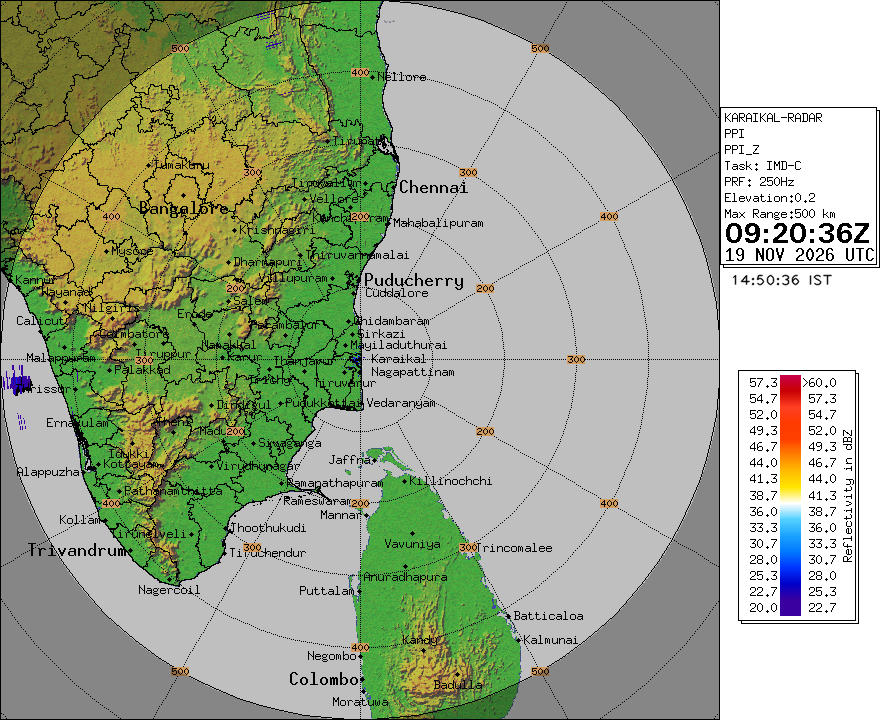 500
500
400
Nellore
Tirupati
300
300
Tumakuru
Tiruvallur
Chennai
Vellore
Bangalore
400
200
400
Kanchipuram
Mahabalipuram
Krishnagiri
Mysore
Thiruvannamalai
Dharmapuri
Kannur
Villupuram
Puducherry
Wayanad
200
200
Cuddalore
Salem
Nilgiris
Erode
Calicut
Perambalur
Chidambaram
Coimbatore
Sirkazi
Namakkal
Mayiladuthurai
Malappuram
300
Tiruppur
Karur
Thanjavur
Karaikal
300
Palakkad
Trichy
Nagapattinam
Thrissur
Tiruvarur
Dindigul
Pudukkottai
Vedaranyam
Ernakulam
Theni
Madurai
200
200
Sivaganga
Idukki
Kottayam
Virudhunagar
Jaffna
Alappuzha
Ramanathapuram
Killinochchi
Pathanamthitta
400
Rameswaram
200
400
Mannar
Kollam
Tirunelveli
Thoothukudi
Trivandrum
300
Tiruchendur
Vavuniya
300
Trincomalee
Anuradhapura
Nagercoil
Puttalam
Batticaloa
Kandy
Kalmunai
400
Negombo
500
500
Colombo
Badulla
Moratuwa
KARAIKAL-RADAR
PPI
PPI_Z
Task: IMD-C
PRF: 250Hz
Elevation:0.2
Max Range:500 km
09:20:36Z
19 NOV 2026 UTC
14:50:36 IST
57.3 >60.0
54.7 57.3
52.0 54.7
49.3 52.0
46.7 49.3
44.0 46.7
41.3 44.0
38.7 41.3
36.0 38.7
33.3 36.0
30.7 33.3
28.0 30.7
25.3 28.0
22.7 25.3
20.0 22.7
Reflectivity in dBZ